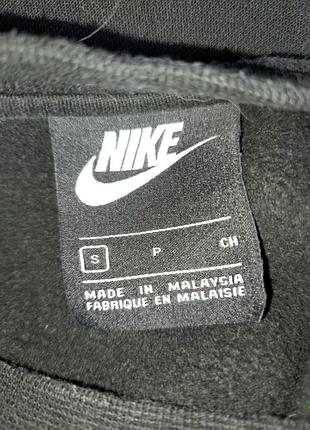 NIKE
S P CH
MADE IN MALAYSIA
FABRIQUE EN MALAISIE